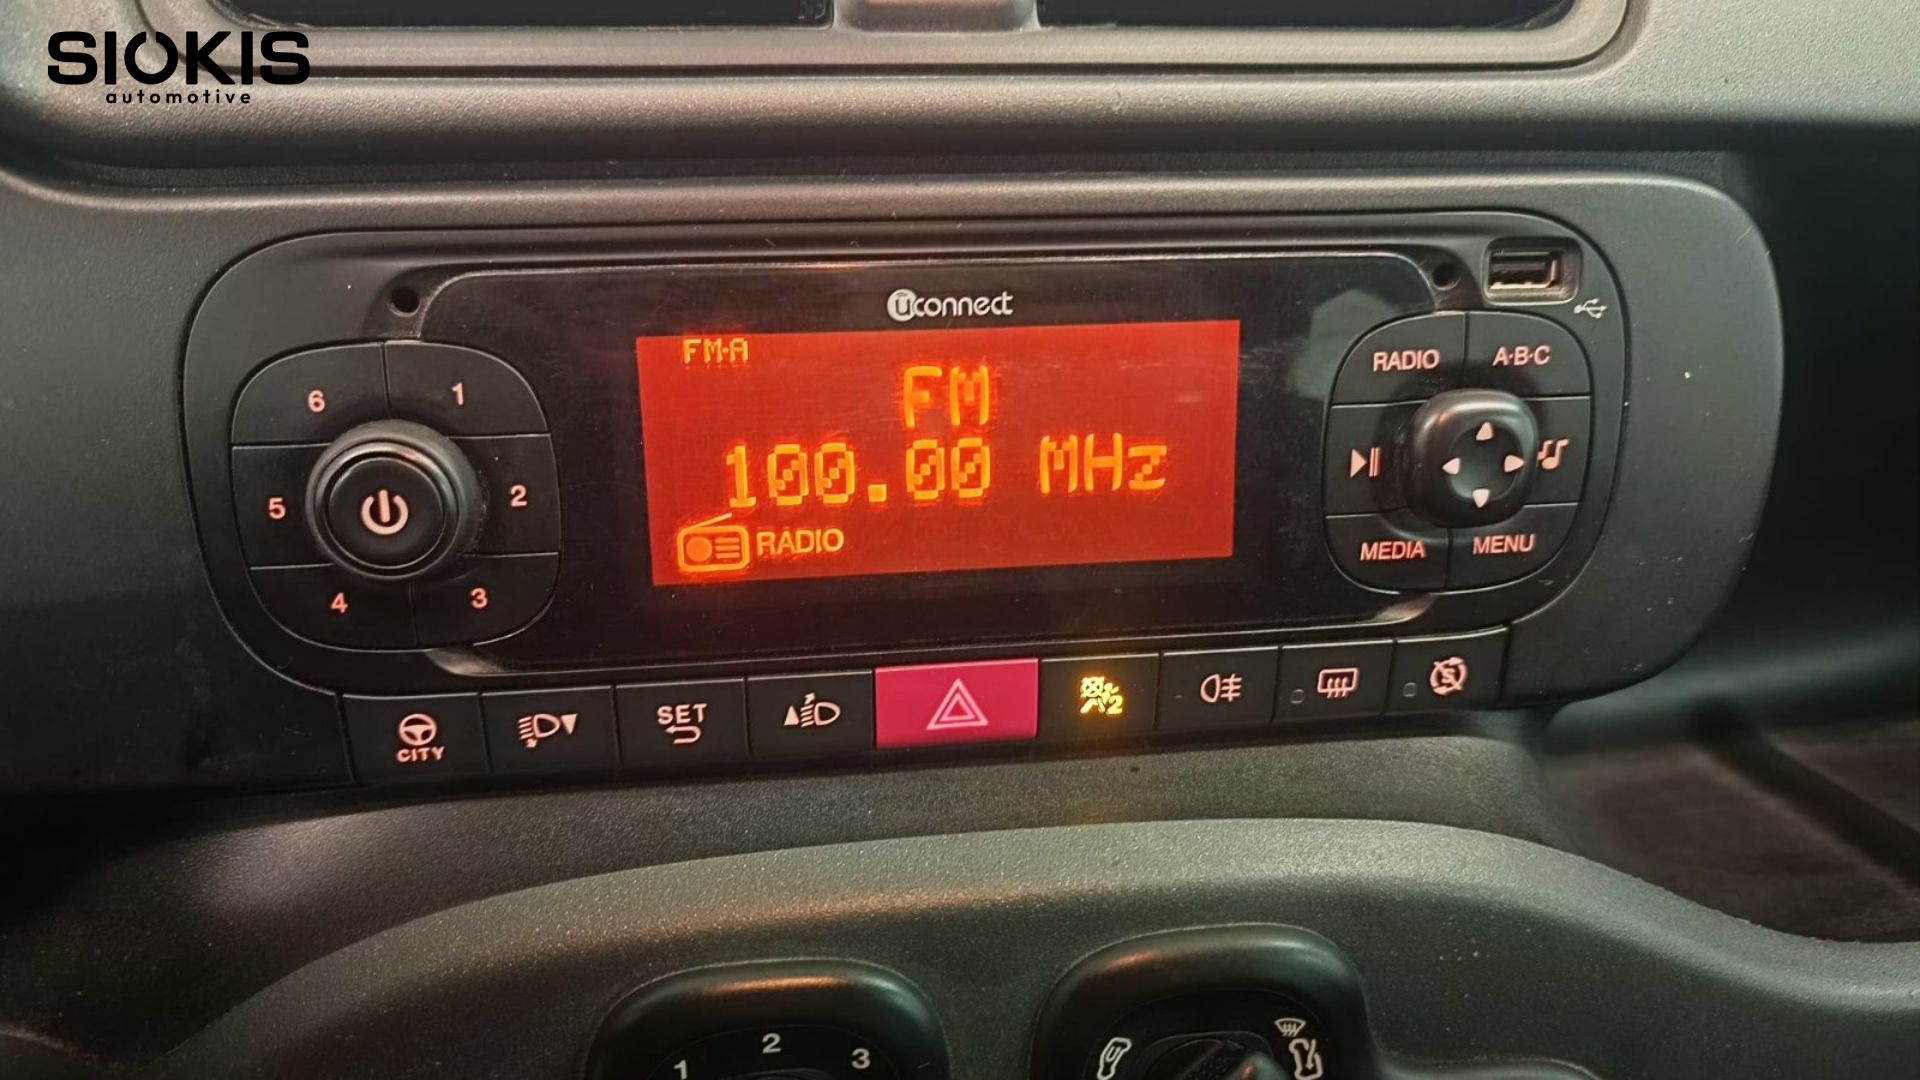 SIOKIS
automotive
uconnect
FM-A
FM
100.00 MHz
RADIO
6
1
5
2
4
3
RADIO
A·B·C
MEDIA
MENU
CITY
SET
2
1
2
3